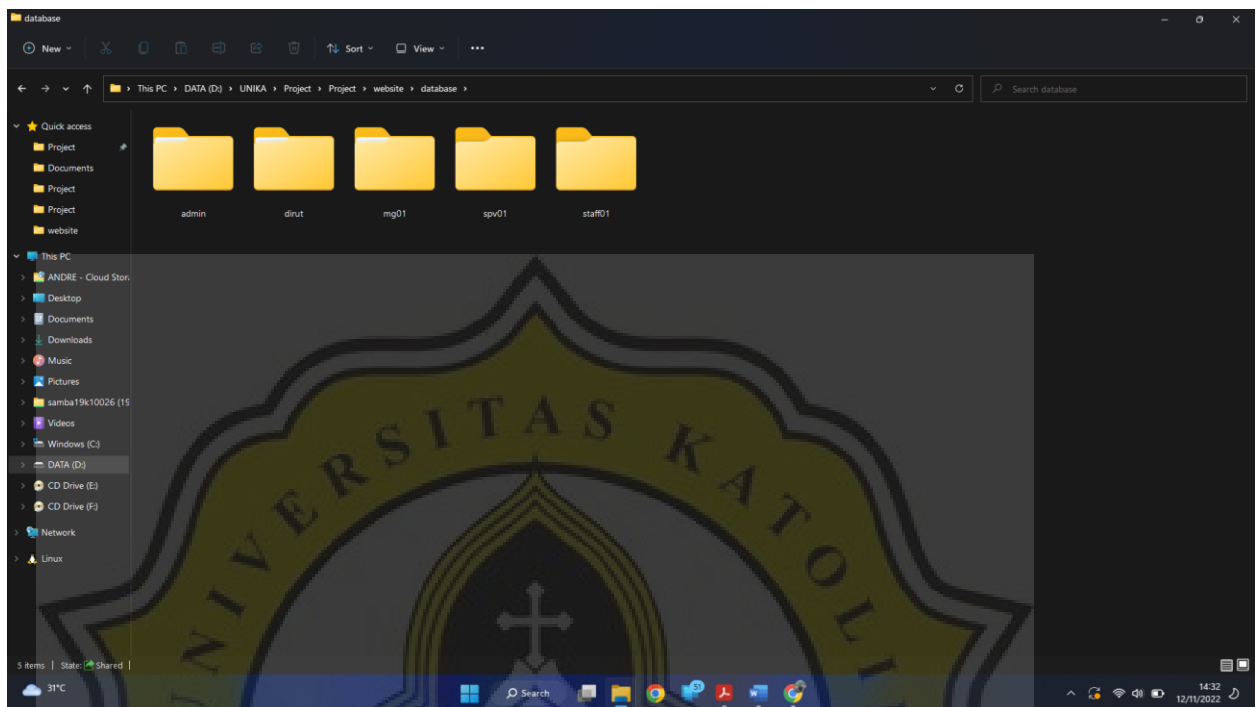 database
New Sort View
This PC > DATA (D:) > UNIKA > Project > Project > website > database >
Search database
Quick access
Project
Documents
Project
Project
website
This PC
ANDRE - Cloud Stor
Desktop
Documents
Downloads
Music
Pictures
samba19k10026 (19
Videos
Windows (C:)
DATA (D:)
CD Drive (E:)
CD Drive (F:)
Network
Linux
admin dirut mg01 spv01 staff01
UNIVERSITAS KATOLI
5 items | State: Shared
31°C
Search
51
14:32
12/11/2022